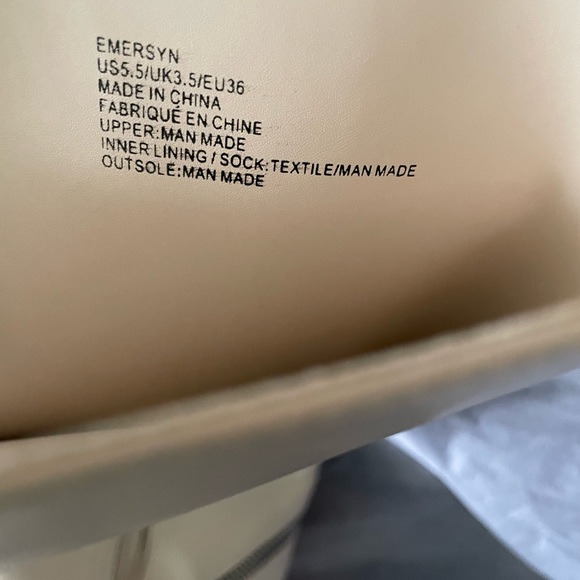 EMERSYN
US5.5/UK3.5/EU36
MADE IN CHINA
FABRIQUÉ EN CHINE
UPPER:MAN MADE
INNER LINING / SOCK:TEXTILE/MAN MADE
OUTSOLE:MAN MADE